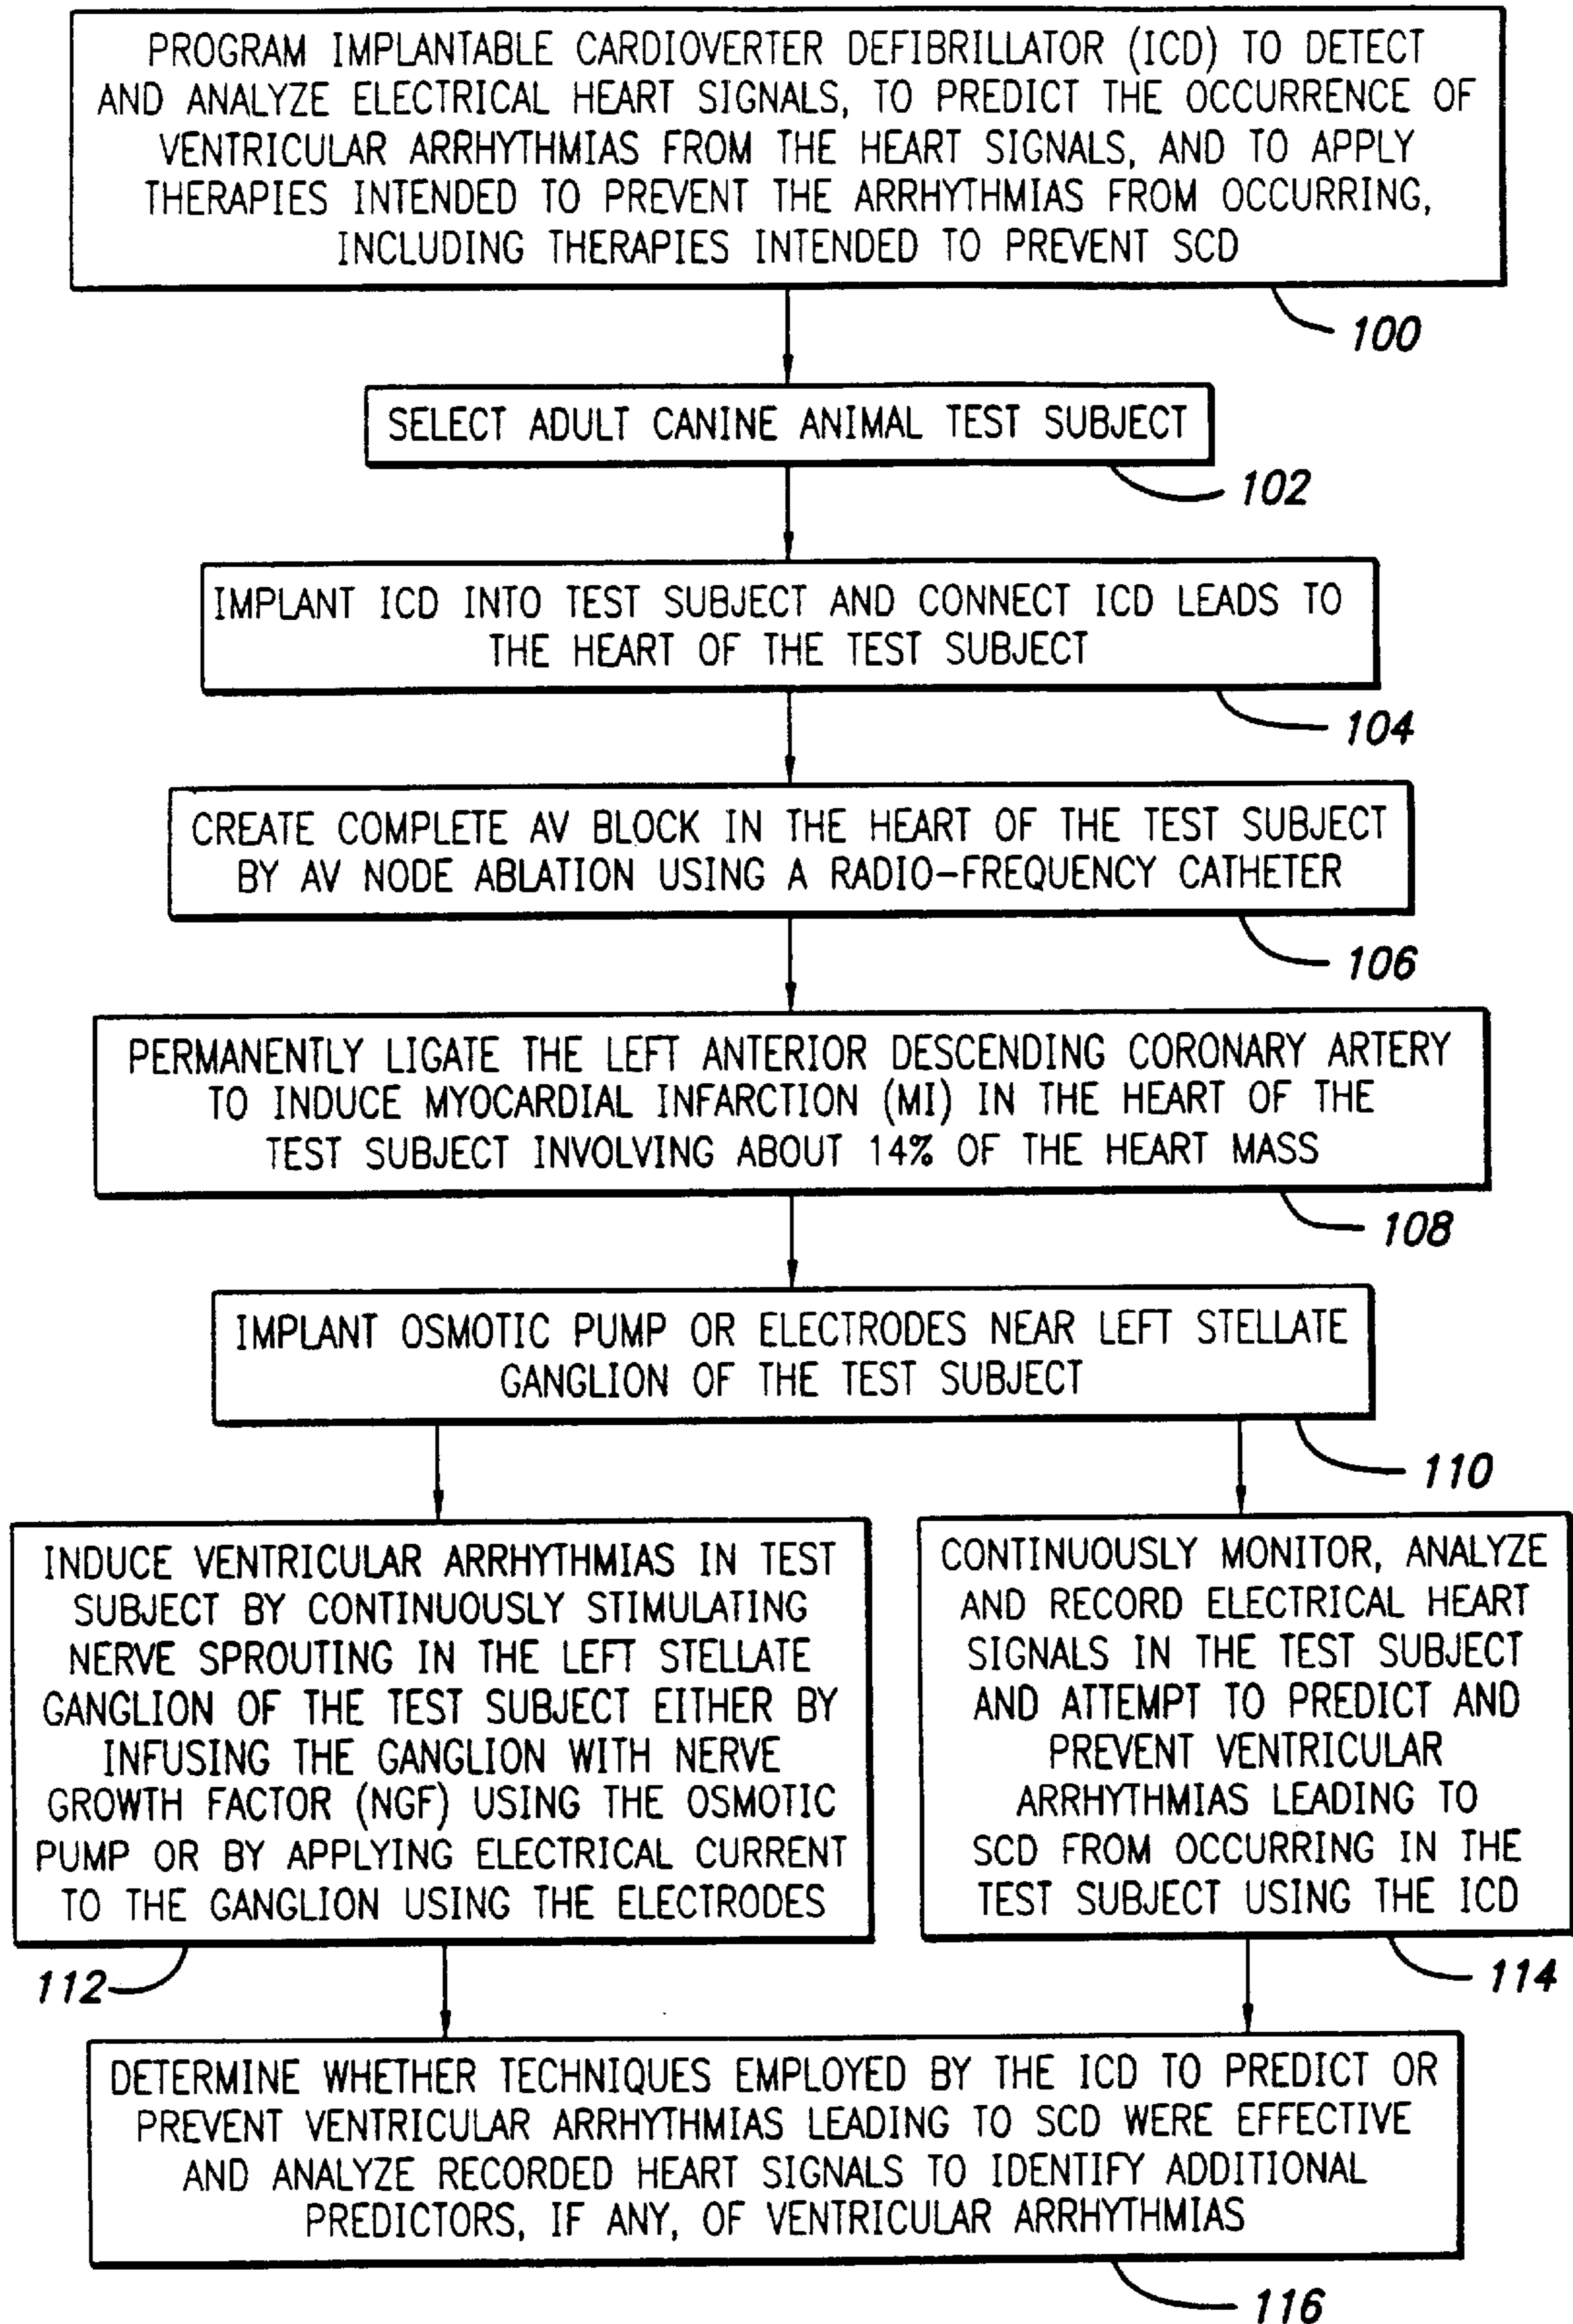 PROGRAM IMPLANTABLE CARDIOVERTER DEFIBRILLATOR (ICD) TO DETECT
AND ANALYZE ELECTRICAL HEART SIGNALS, TO PREDICT THE OCCURRENCE OF
VENTRICULAR ARRHYTHMIAS FROM THE HEART SIGNALS, AND TO APPLY
THERAPIES INTENDED TO PREVENT THE ARRHYTHMIAS FROM OCCURRING,
INCLUDING THERAPIES INTENDED TO PREVENT SCD
100
SELECT ADULT CANINE ANIMAL TEST SUBJECT
102
IMPLANT ICD INTO TEST SUBJECT AND CONNECT ICD LEADS TO
THE HEART OF THE TEST SUBJECT
104
CREATE COMPLETE AV BLOCK IN THE HEART OF THE TEST SUBJECT
BY AV NODE ABLATION USING A RADIO-FREQUENCY CATHETER
106
PERMANENTLY LIGATE THE LEFT ANTERIOR DESCENDING CORONARY ARTERY
TO INDUCE MYOCARDIAL INFARCTION (MI) IN THE HEART OF THE
TEST SUBJECT INVOLVING ABOUT 14% OF THE HEART MASS
108
IMPLANT OSMOTIC PUMP OR ELECTRODES NEAR LEFT STELLATE
GANGLION OF THE TEST SUBJECT
110
INDUCE VENTRICULAR ARRHYTHMIAS IN TEST
SUBJECT BY CONTINUOUSLY STIMULATING
NERVE SPROUTING IN THE LEFT STELLATE
GANGLION OF THE TEST SUBJECT EITHER BY
INFUSING THE GANGLION WITH NERVE
GROWTH FACTOR (NGF) USING THE OSMOTIC
PUMP OR BY APPLYING ELECTRICAL CURRENT
TO THE GANGLION USING THE ELECTRODES
112
CONTINUOUSLY MONITOR, ANALYZE
AND RECORD ELECTRICAL HEART
SIGNALS IN THE TEST SUBJECT
AND ATTEMPT TO PREDICT AND
PREVENT VENTRICULAR
ARRHYTHMIAS LEADING TO
SCD FROM OCCURRING IN THE
TEST SUBJECT USING THE ICD
114
DETERMINE WHETHER TECHNIQUES EMPLOYED BY THE ICD TO PREDICT OR
PREVENT VENTRICULAR ARRHYTHMIAS LEADING TO SCD WERE EFFECTIVE
AND ANALYZE RECORDED HEART SIGNALS TO IDENTIFY ADDITIONAL
PREDICTORS, IF ANY, OF VENTRICULAR ARRHYTHMIAS
116